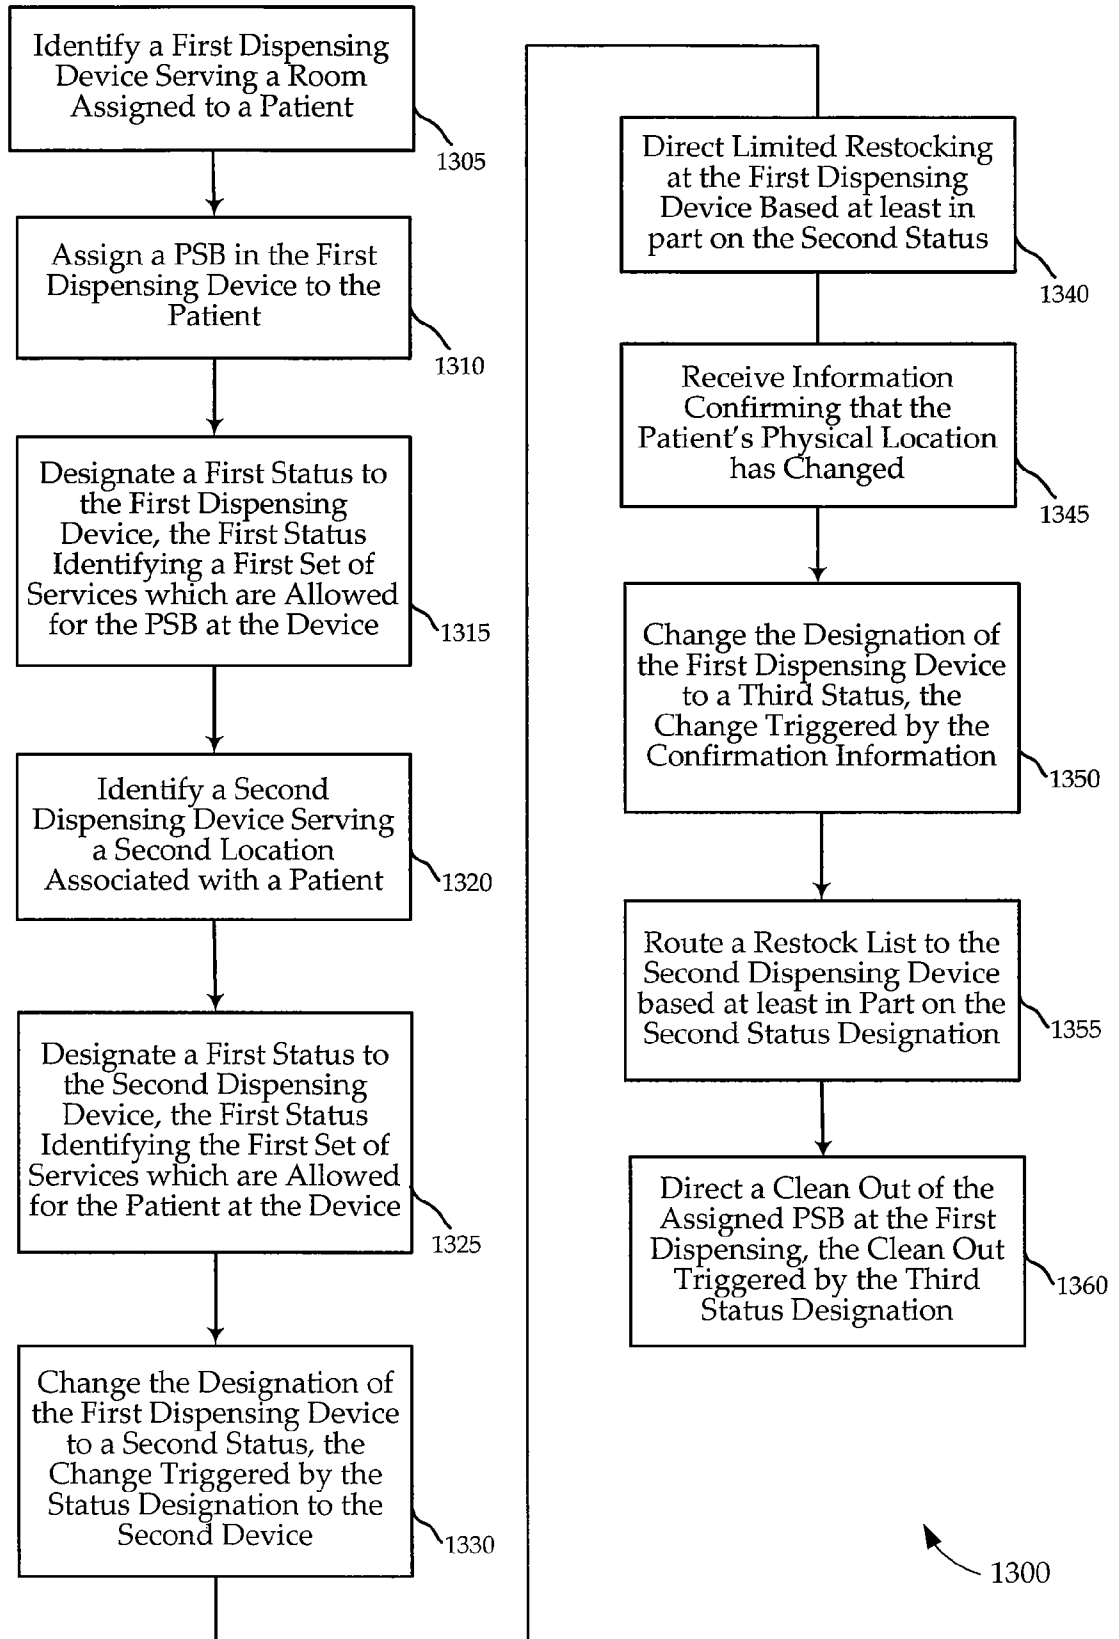 Identify a First Dispensing
Device Serving a Room
Assigned to a Patient
1305
Assign a PSB in the First
Dispensing Device to the
Patient
1310
Designate a First Status to
the First Dispensing
Device, the First Status
Identifying a First Set of
Services which are Allowed
for the PSB at the Device
1315
Identify a Second
Dispensing Device Serving
a Second Location
Associated with a Patient
1320
Designate a First Status to
the Second Dispensing
Device, the First Status
Identifying the First Set of
Services which are Allowed
for the Patient at the Device
1325
Change the Designation of
the First Dispensing Device
to a Second Status, the
Change Triggered by the
Status Designation to the
Second Device
1330
Direct Limited Restocking
at the First Dispensing
Device Based at least in
part on the Second Status
1340
Receive Information
Confirming that the
Patient's Physical Location
has Changed
1345
Change the Designation of
the First Dispensing Device
to a Third Status, the
Change Triggered by the
Confirmation Information
1350
Route a Restock List to the
Second Dispensing Device
based at least in Part on the
Second Status Designation
1355
Direct a Clean Out of the
Assigned PSB at the First
Dispensing, the Clean Out
Triggered by the Third
Status Designation
1360
1300